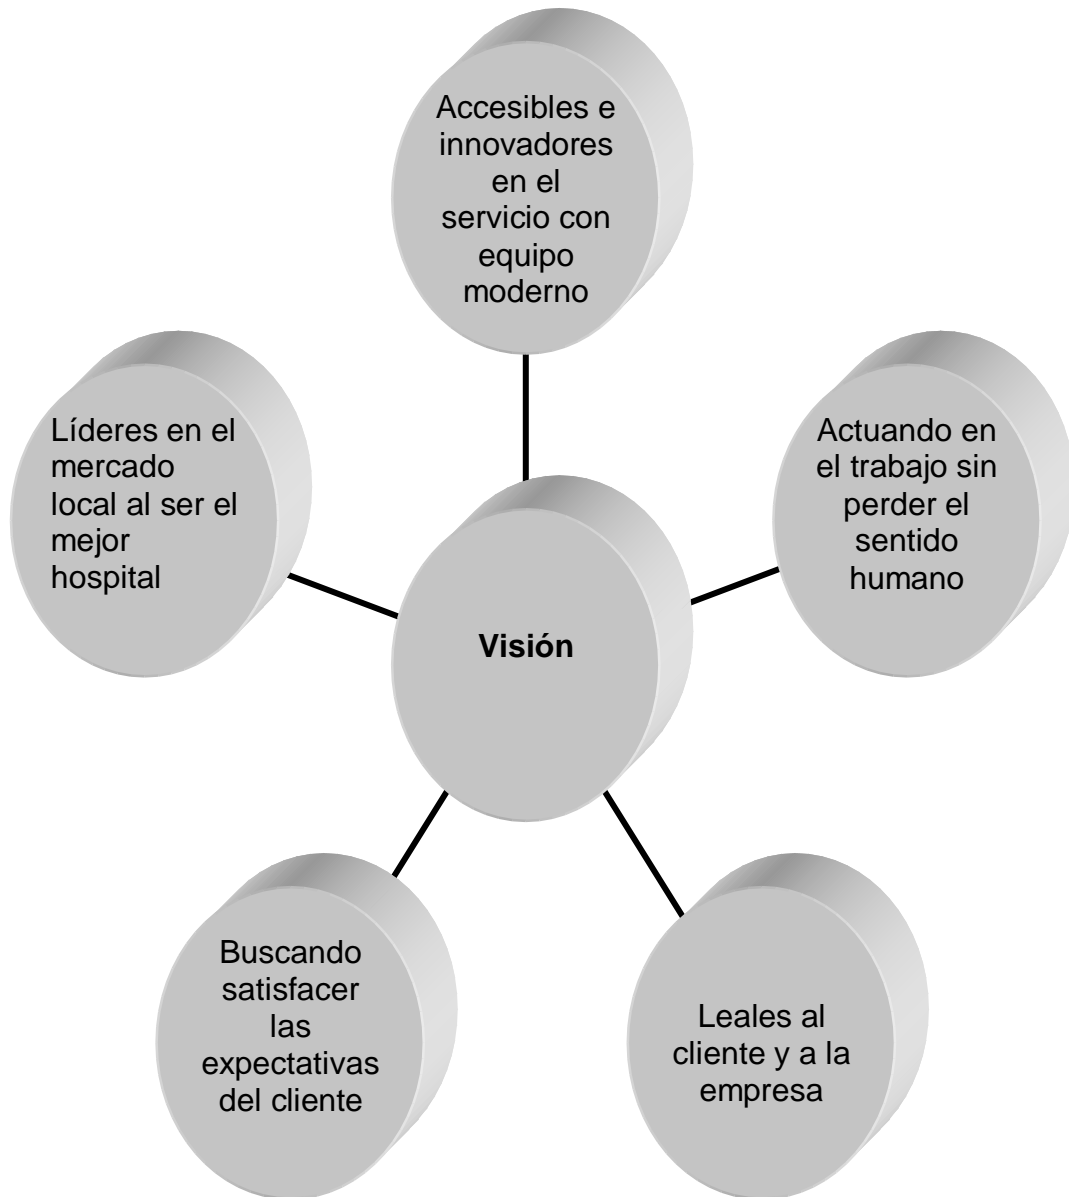 Accesibles e
innovadores
en el
servicio con
equipo
moderno
Líderes en el
mercado
local al ser el
mejor
hospital
Actuando en
el trabajo sin
perder el
sentido
humano
Visión
Buscando
satisfacer
las
expectativas
del cliente
Leales al
cliente y a la
empresa